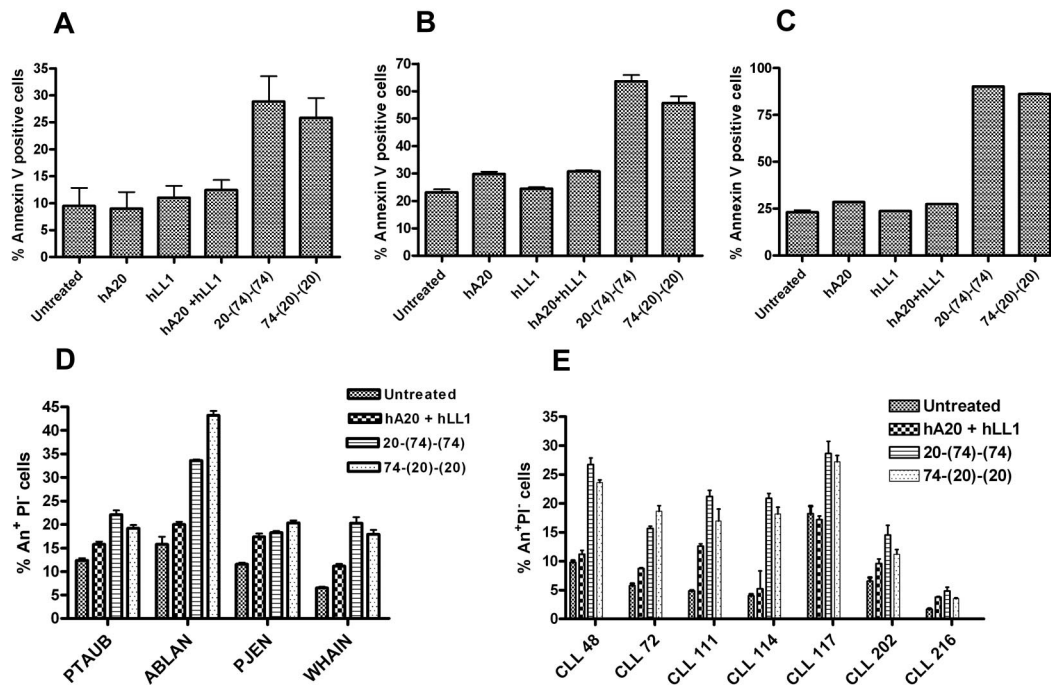 A
% Annexin V positive cells
35
30
25
20
15
10
5
0
Untreated
hA20
hLL1
hA20 +hLL1
20-(74)-(74)
74-(20)-(20)
B
% Annexin V positive cells
70
60
50
40
30
20
10
0
Untreated
hA20
hLL1
hA20+hLL1
20-(74)-(74)
74-(20)-(20)
C
% Annexin V positive cells
100
75
50
25
0
Untreated
hA20
hLL1
hA20+hLL1
20-(74)-(74)
74-(20)-(20)
D
% An⁺ PI⁻ cells
45
40
35
30
25
20
15
10
5
0
PTAUB
ABLAN
PJEN
WHAIN
Untreated
hA20 + hLL1
20-(74)-(74)
74-(20)-(20)
E
% An⁺PI⁻ cells
35
30
25
20
15
10
5
0
CLL 48
CLL 72
CLL 111
CLL 114
CLL 117
CLL 202
CLL 216
Untreated
hA20 + hLL1
20-(74)-(74)
74-(20)-(20)